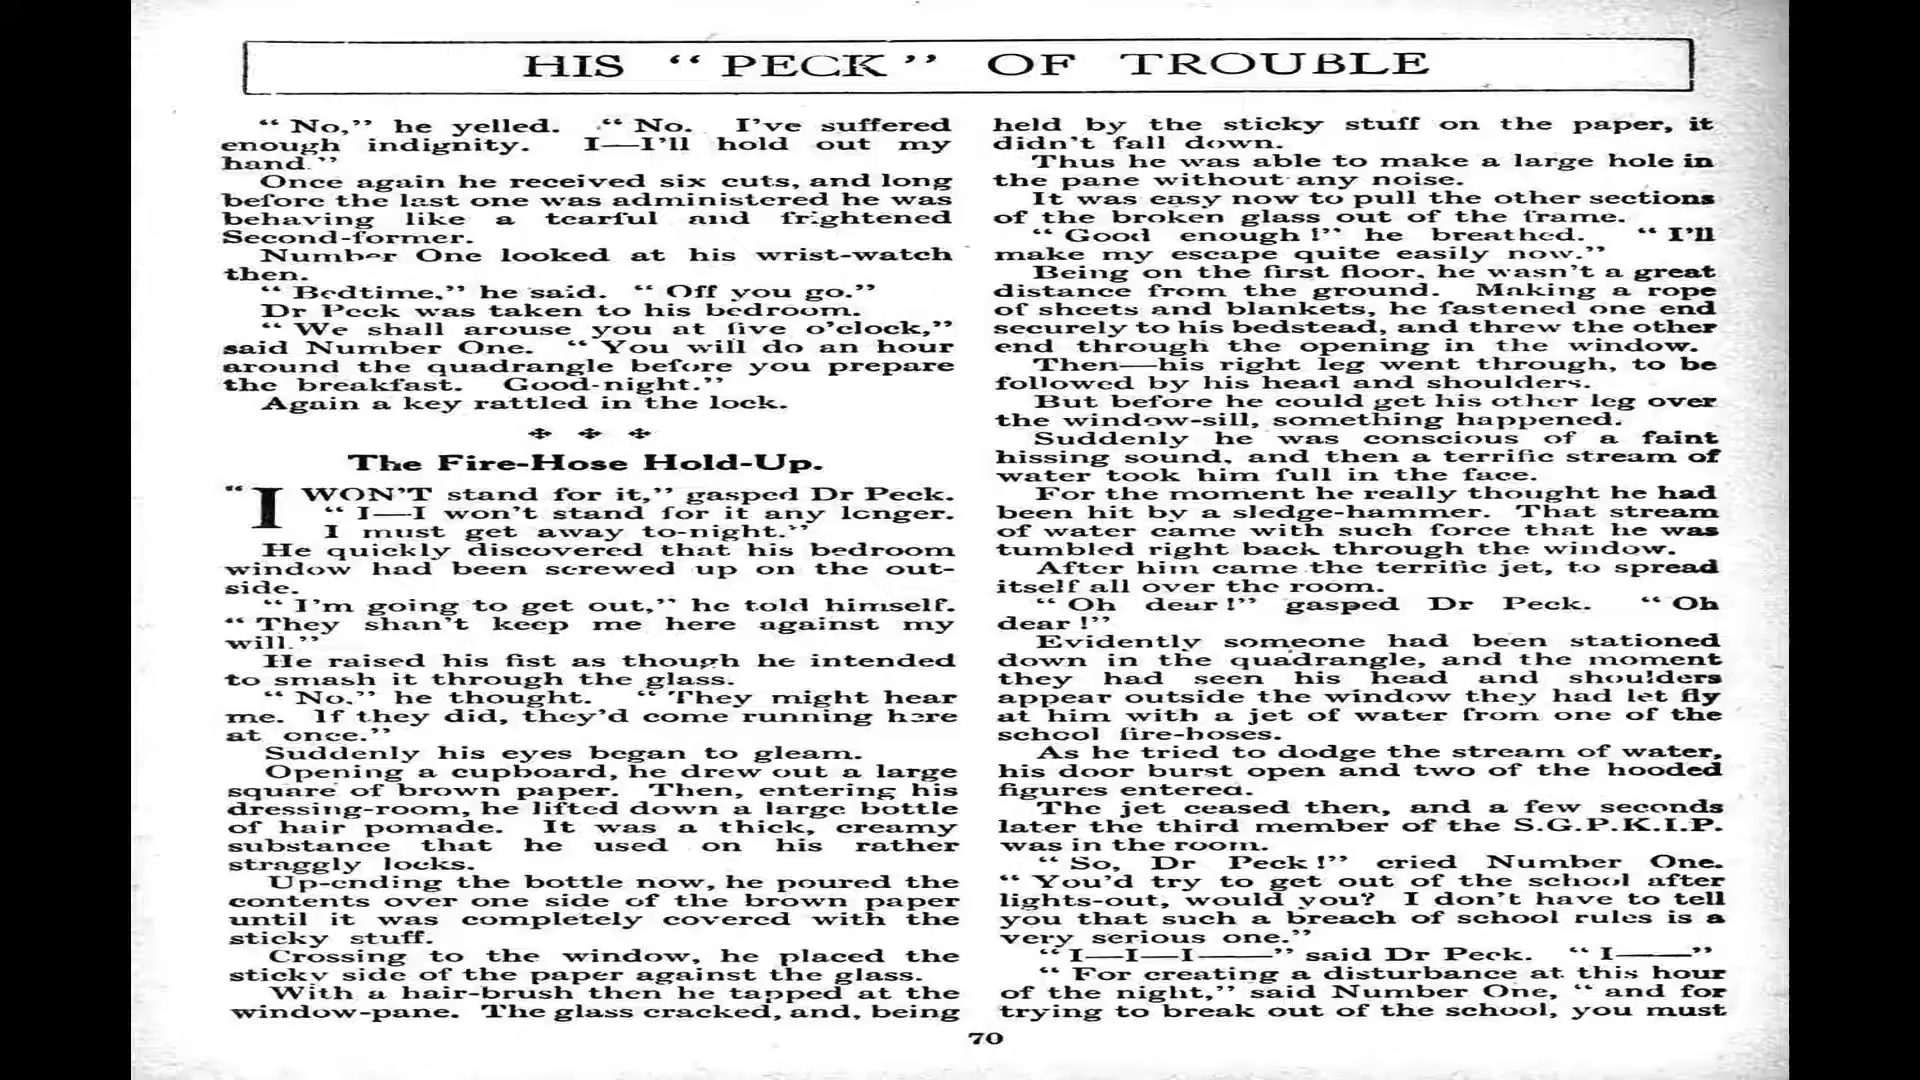 HIS “ PECK ” OF TROUBLE
“ No,” he yelled. “ No. I’ve suffered
enough indignity. I—I’ll hold out my
hand.”
Once again he received six cuts, and long
before the last one was administered he was
behaving like a tearful and frightened
Second-former.
Number One looked at his wrist-watch
then.
“ Bedtime,” he said. “ Off you go.”
Dr Peck was taken to his bedroom.
“ We shall arouse you at five o’clock,”
said Number One. “ You will do an hour
around the quadrangle before you prepare
the breakfast. Good-night.”
Again a key rattled in the lock.
The Fire-Hose Hold-Up.
“ I WON’T stand for it,” gasped Dr Peck.
“ I—I won’t stand for it any longer.
I must get away to-night.”
He quickly discovered that his bedroom
window had been screwed up on the out-
side.
“ I’m going to get out,” he told himself.
“ They shan’t keep me here against my
will.”
He raised his fist as though he intended
to smash it through the glass.
“ No,” he thought. “ They might hear
me. If they did, they’d come running here
at once.”
Suddenly his eyes began to gleam.
Opening a cupboard, he drew out a large
square of brown paper. Then, entering his
dressing-room, he lifted down a large bottle
of hair pomade. It was a thick, creamy
substance that he used on his rather
straggly locks.
Up-ending the bottle now, he poured the
contents over one side of the brown paper
until it was completely covered with the
sticky stuff.
Crossing to the window, he placed the
sticky side of the paper against the glass.
With a hair-brush then he tapped at the
window-pane. The glass cracked, and, being
held by the sticky stuff on the paper, it
didn’t fall down.
Thus he was able to make a large hole in
the pane without any noise.
It was easy now to pull the other sections
of the broken glass out of the frame.
“ Good enough !” he breathed. “ I’ll
make my escape quite easily now.”
Being on the first floor, he wasn’t a great
distance from the ground. Making a rope
of sheets and blankets, he fastened one end
securely to his bedstead, and threw the other
end through the opening in the window.
Then—his right leg went through, to be
followed by his head and shoulders.
But before he could get his other leg over
the window-sill, something happened.
Suddenly he was conscious of a faint
hissing sound, and then a terrific stream of
water took him full in the face.
For the moment he really thought he had
been hit by a sledge-hammer. That stream
of water came with such force that he was
tumbled right back through the window.
After him came the terrific jet, to spread
itself all over the room.
“ Oh dear !” gasped Dr Peck. “ Oh
dear !”
Evidently someone had been stationed
down in the quadrangle, and the moment
they had seen his head and shoulders
appear outside the window they had let fly
at him with a jet of water from one of the
school fire-hoses.
As he tried to dodge the stream of water,
his door burst open and two of the hooded
figures entered.
The jet ceased then, and a few seconds
later the third member of the S.G.P.K.I.P.
was in the room.
“ So, Dr Peck !” cried Number One.
“ You’d try to get out of the school after
lights-out, would you? I don’t have to tell
you that such a breach of school rules is a
very serious one.”
“ I—I—I——” said Dr Peck. “ I——”
“ For creating a disturbance at this hour
of the night,” said Number One, “ and for
trying to break out of the school, you must
70